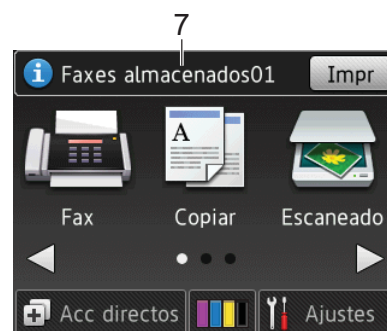 7
Faxes almacenados01 Impr
A
Fax Copiar Escaneado
Acc directos Ajustes